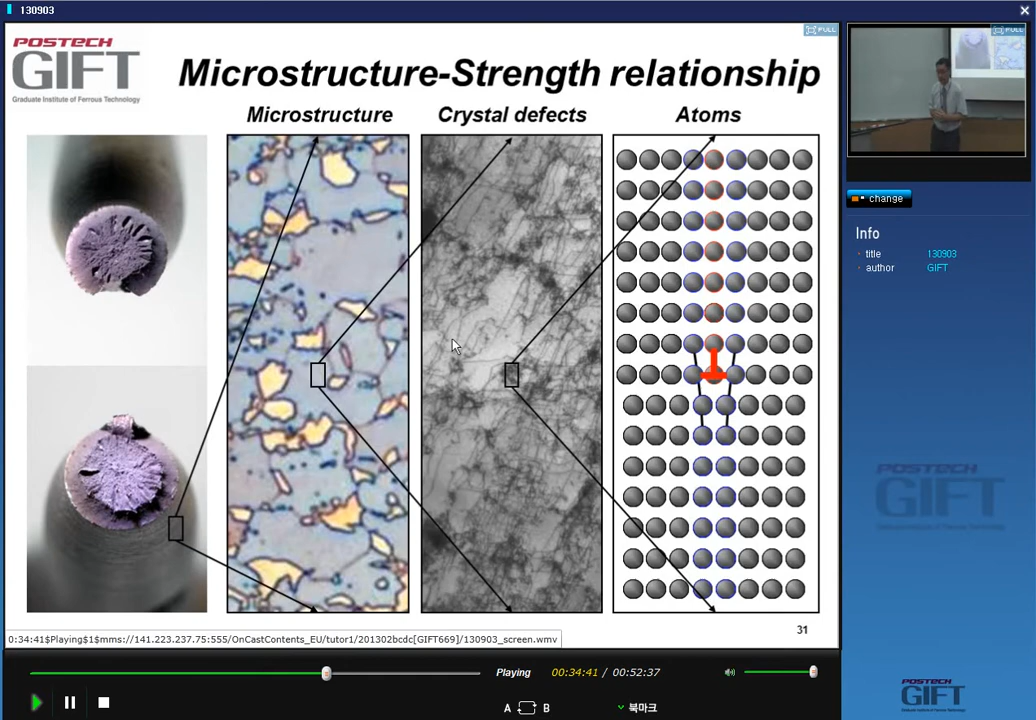 130903
POSTECH
GIFT
Graduate Institute of Ferrous Technology
FULL
Microstructure-Strength relationship
Microstructure
Crystal defects
Atoms
31
0:34:41$Playing$1$mms://141.223.237.75:555/OnCastContents_EU/tutor1/201302bcdc[GIFT669]/130903_screen.wmv
Playing
00:34:41 / 00:52:37
A
B
북마크
FULL
change
Info
title
130903
author
GIFT
POSTECH
GIFT
POSTECH
GIFT